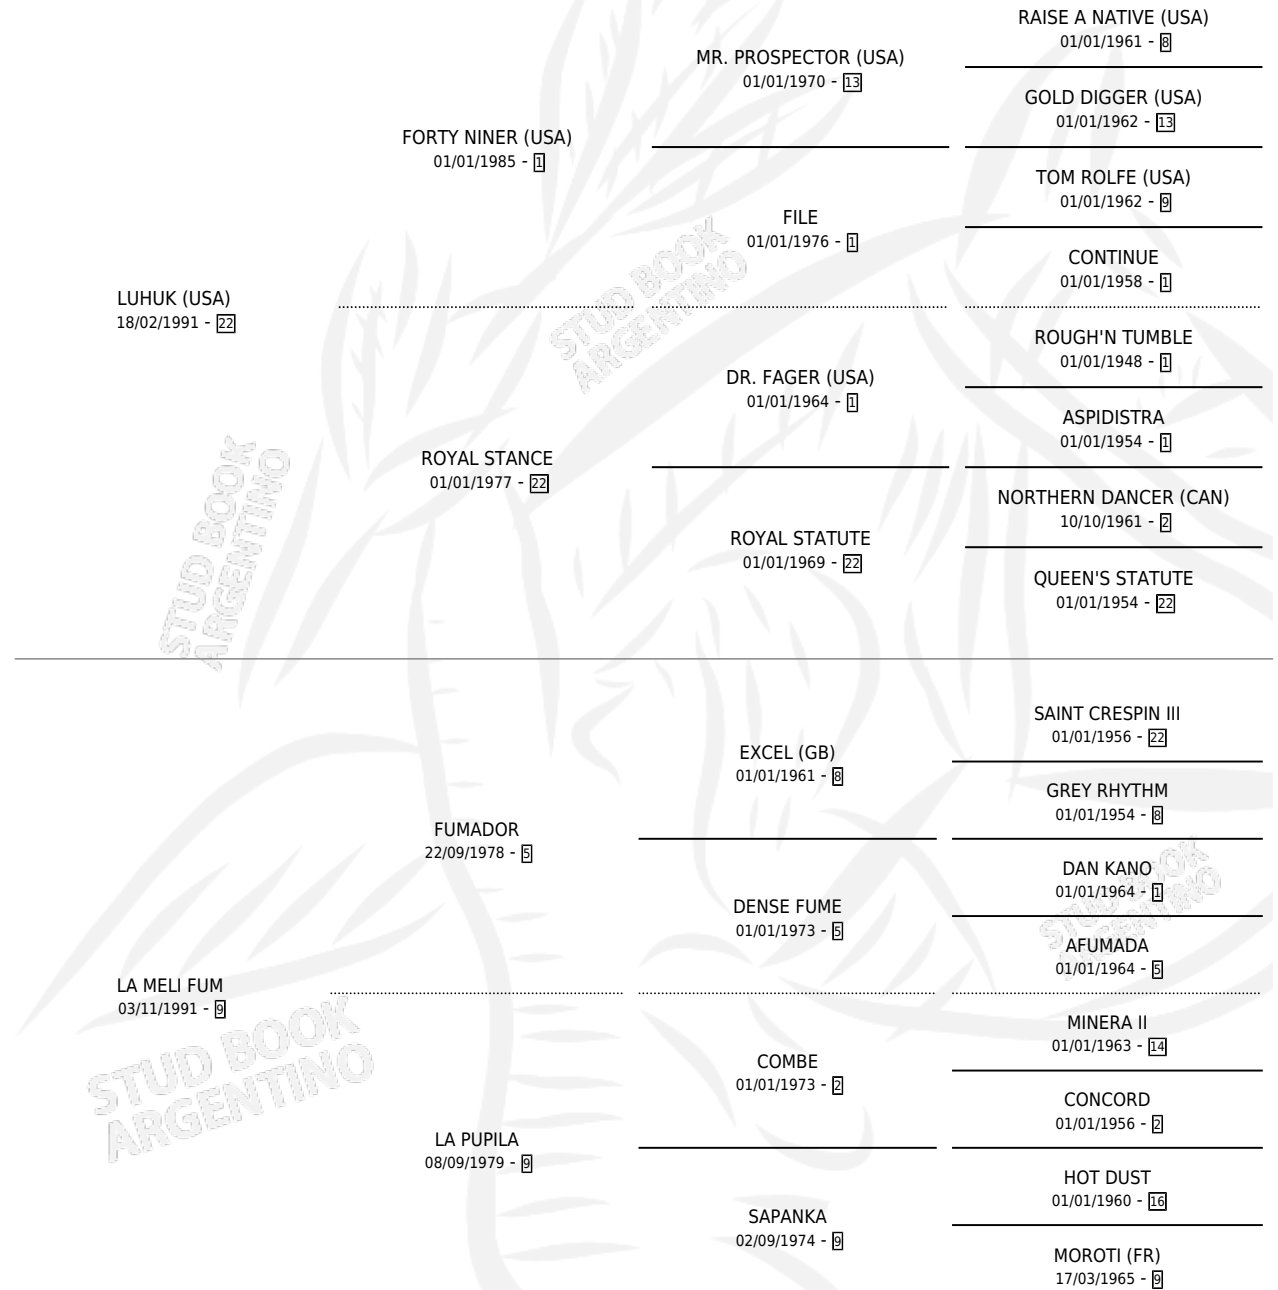 RAISE A NATIVE (USA)
01/01/1961 - 8
MR. PROSPECTOR (USA)
01/01/1970 - 13
GOLD DIGGER (USA)
01/01/1962 - 13
FORTY NINER (USA)
01/01/1985 - 1
TOM ROLFE (USA)
01/01/1962 - 9
FILE
01/01/1976 - 1
CONTINUE
01/01/1958 - 1
LUHUK (USA)
18/02/1991 - 22
ROUGH'N TUMBLE
01/01/1948 - 1
DR. FAGER (USA)
01/01/1964 - 1
ASPIDISTRA
01/01/1954 - 1
ROYAL STANCE
01/01/1977 - 22
NORTHERN DANCER (CAN)
10/10/1961 - 2
ROYAL STATUTE
01/01/1969 - 22
QUEEN'S STATUTE
01/01/1954 - 22
SAINT CRESPIN III
01/01/1956 - 22
EXCEL (GB)
01/01/1961 - 8
GREY RHYTHM
01/01/1954 - 8
FUMADOR
22/09/1978 - 5
DAN KANO
01/01/1964 - 1
DENSE FUME
01/01/1973 - 5
AFUMADA
01/01/1964 - 5
LA MELI FUM
03/11/1991 - 9
MINERA II
01/01/1963 - 14
COMBE
01/01/1973 - 2
CONCORD
01/01/1956 - 2
LA PUPILA
08/09/1979 - 9
HOT DUST
01/01/1960 - 16
SAPANKA
02/09/1974 - 9
MOROTI (FR)
17/03/1965 - 9
STUD BOOK
ARGENTINO
STUD BOOK
ARGENTINO
STUD BOOK
ARGENTINO
STUD BOOK
ARGENTINO